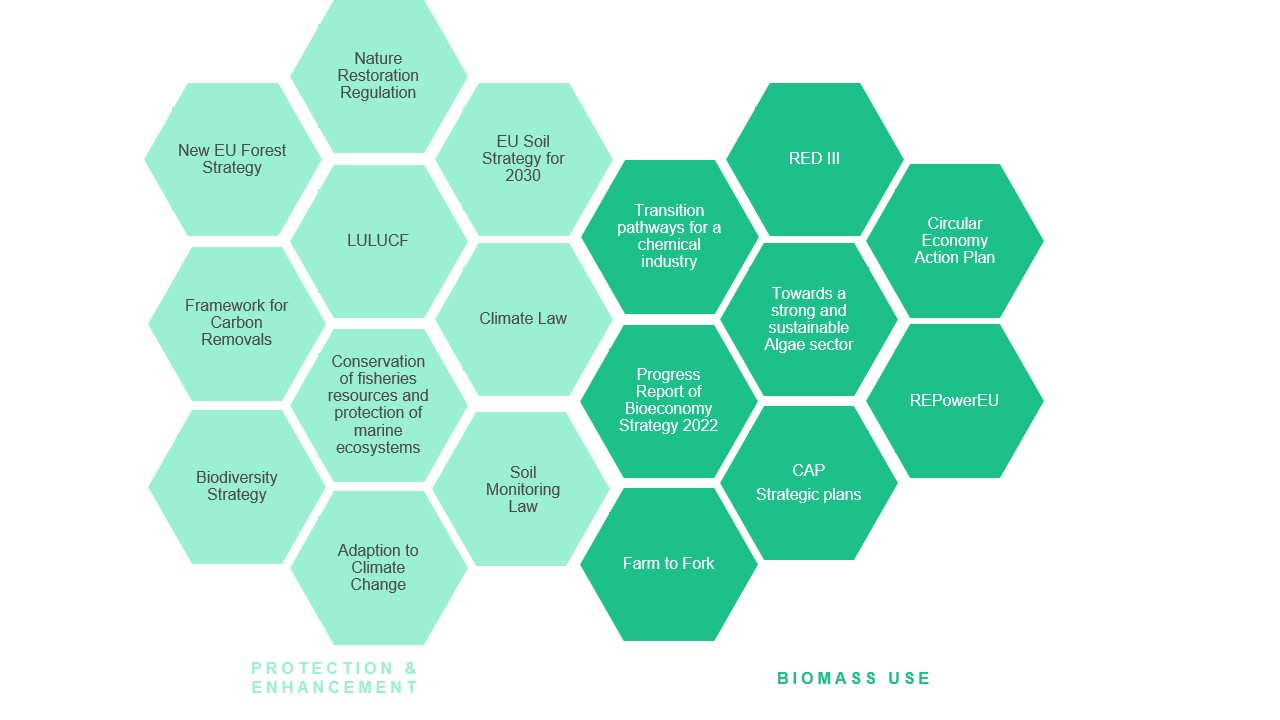 Nature
Restoration
Regulation
New EU Forest
Strategy
EU Soil
Strategy for
2030
LULUCF
Framework for
Carbon
Removals
Climate Law
Conservation
of fisheries
resources and
protection of
marine
ecosystems
Biodiversity
Strategy
Soil
Monitoring
Law
Adaption to
Climate
Change
RED III
Transition
pathways for a
chemical
industry
Circular
Economy
Action Plan
Towards a
strong and
sustainable
Algae sector
Progress
Report of
Bioeconomy
Strategy 2022
REPowerEU
CAP
Strategic plans
Farm to Fork
PROTECTION &
ENHANCEMENT
BIOMASS USE